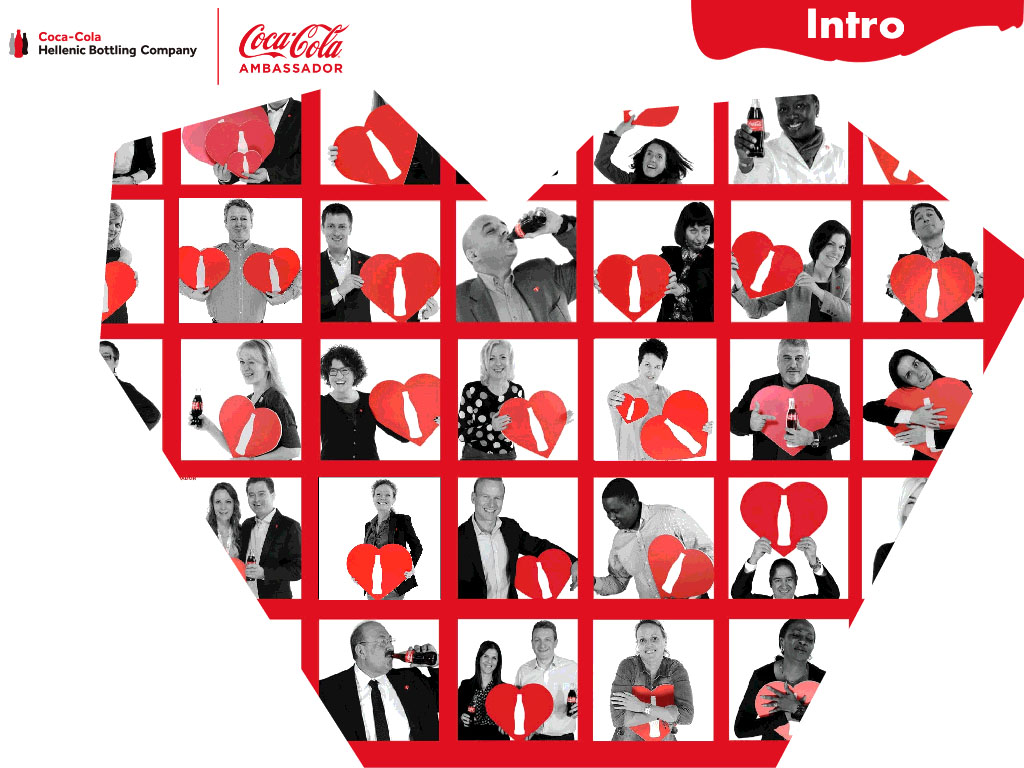 Coca-Cola
Hellenic Bottling Company
Coca-Cola
AMBASSADOR
Intro